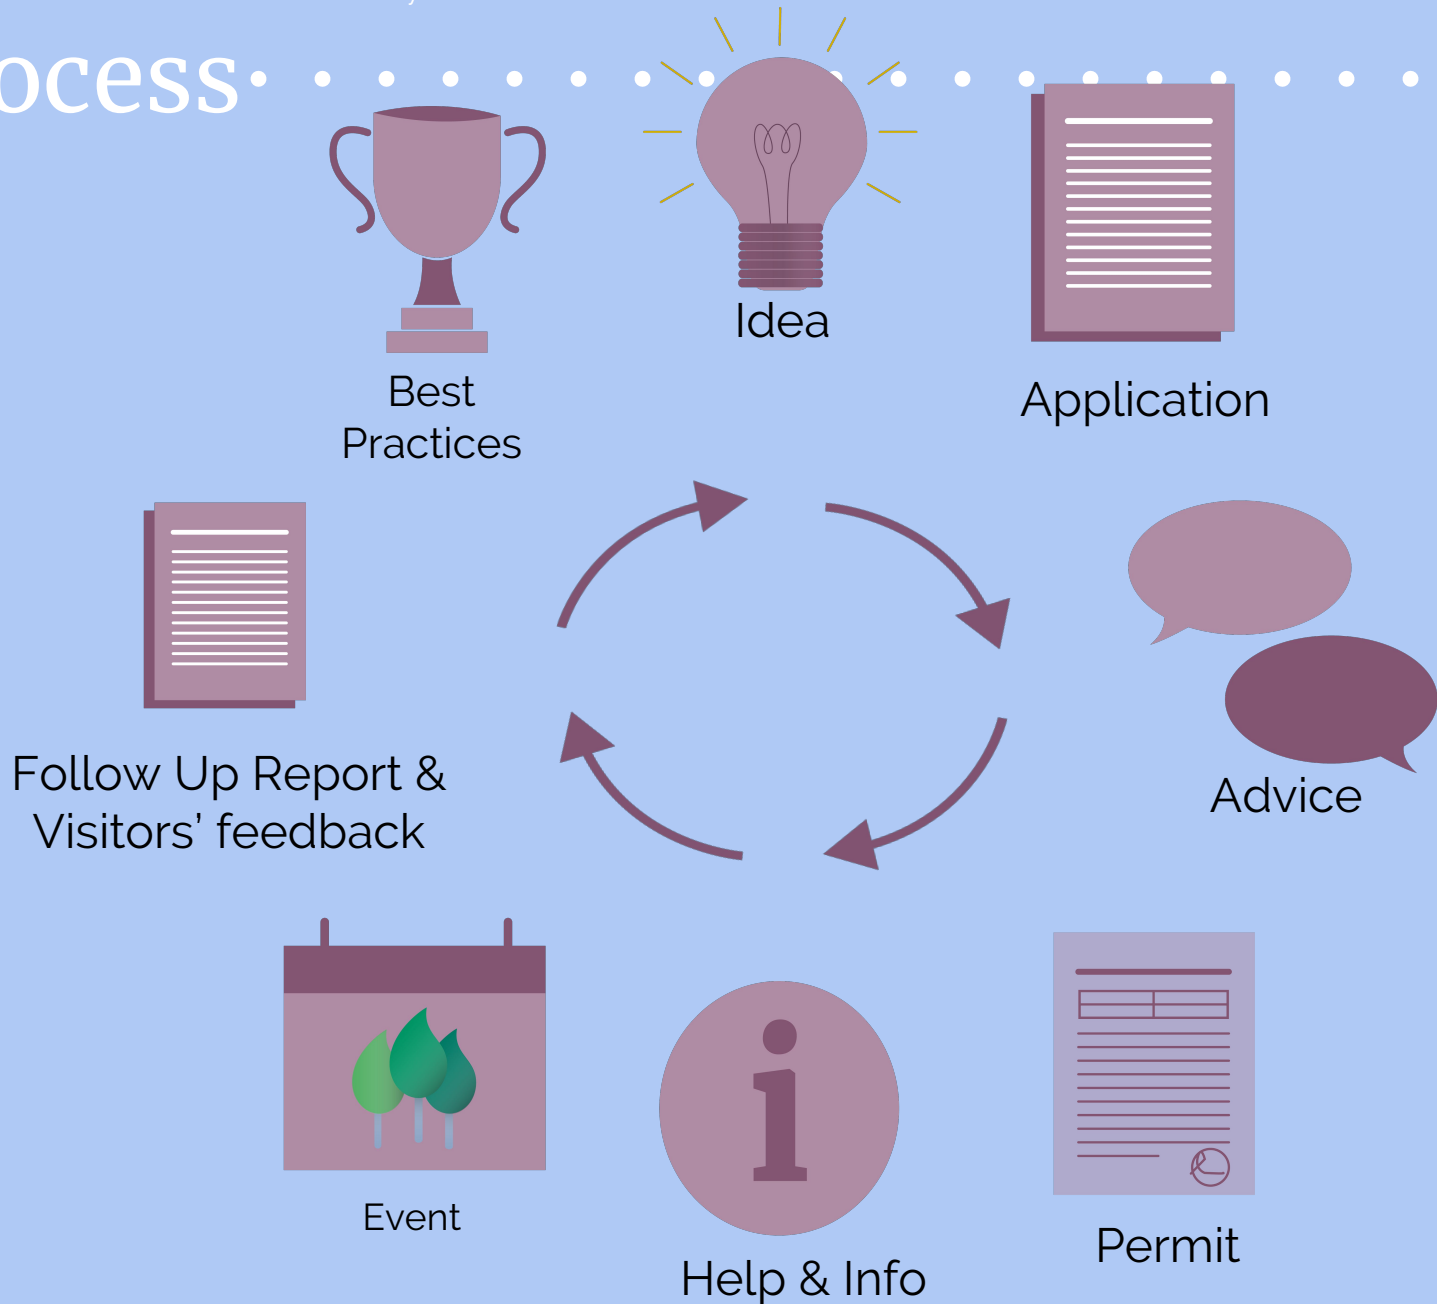 ocess
Idea
Application
Best
Practices
Advice
Follow Up Report &
Visitors’ feedback
Event
Permit
Help & Info